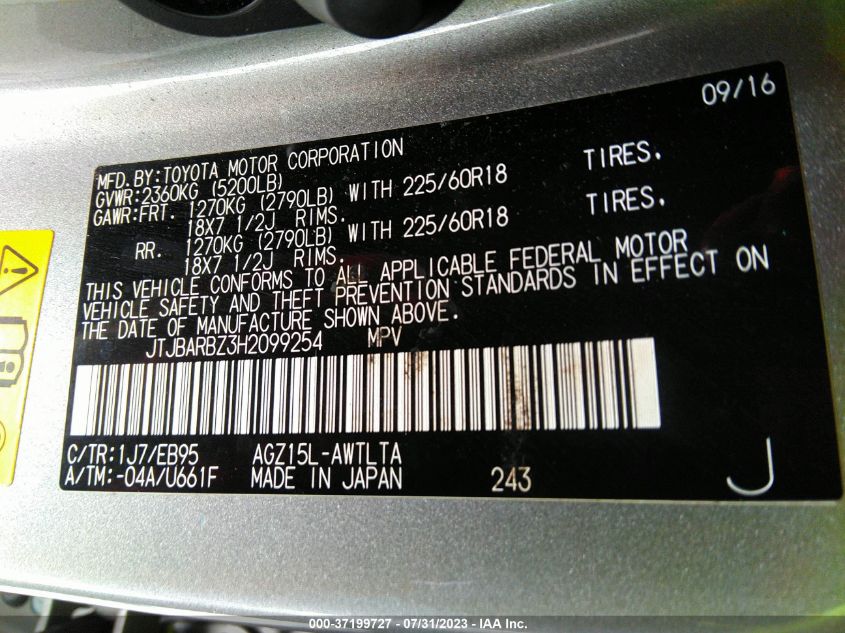 09/16
MFD. BY: TOYOTA MOTOR CORPORATION
GVWR: 2360KG (5200LB)
GAWR: FRT. 1270KG (2790LB) WITH 225/60R18 TIRES.
18X7 1/2J RIMS.
RR. 1270KG (2790LB) WITH 225/60R18 TIRES.
18X7 1/2J RIMS.
THIS VEHICLE CONFORMS TO ALL APPLICABLE FEDERAL MOTOR
VEHICLE SAFETY AND THEFT PREVENTION STANDARDS IN EFFECT ON
THE DATE OF MANUFACTURE SHOWN ABOVE.
JTJBARBZ3H2099254 MPV
C/TR: 1J7/EB95 AGZ15L-AWTLTA
A/TM: -04A/U661F MADE IN JAPAN 243 J
000-37199727 - 07/31/2023 - IAA Inc.